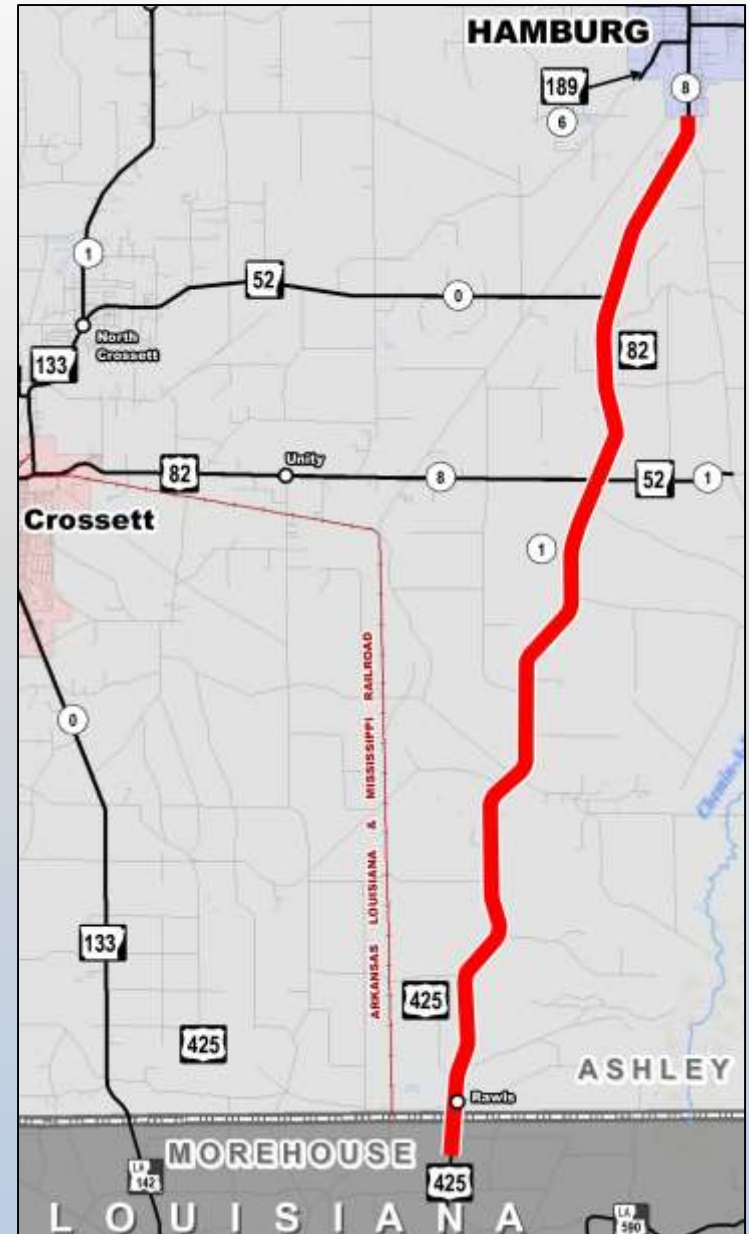 HAMBURG
189
8
6
1
52
0
North
Crossett
133
82
82
Unity
8
52
1
Crossett
1
ARKANSAS LOUISIANA & MISSISSIPPI RAILROAD
0
133
425
425
ASHLEY
Rawls
MOREHOUSE
LA
142
425
LOUISIANA
LA
590